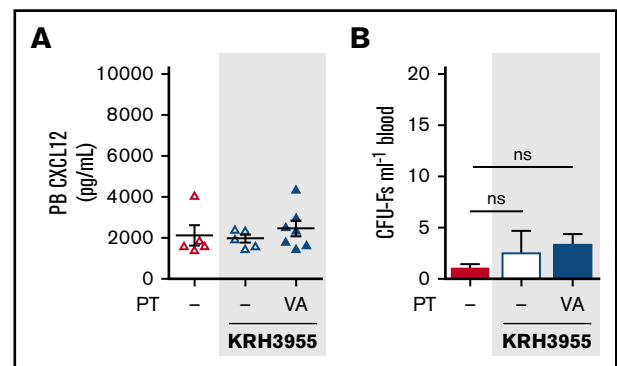 A
PB CXCL12
(pg/mL)
10000
8000
6000
4000
2000
0
PT – – VA
KRH3955
B
CFU-Fs ml⁻¹ blood
20
15
10
5
0
ns
ns
PT – – VA
KRH3955